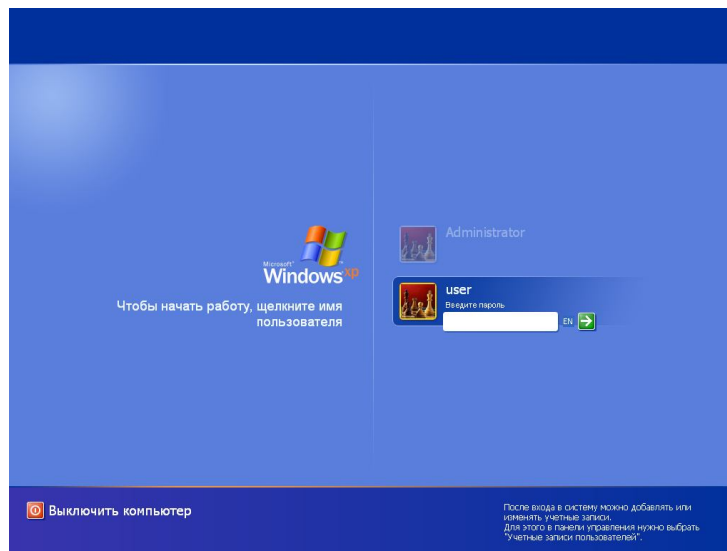 Microsoft®
Windows xp
Чтобы начать работу, щелкните имя
пользователя
Administrator
user
Введите пароль
EN
Выключить компьютер
После входа в систему можно добавлять или
изменять учетные записи.
Для этого в панели управления нужно выбрать
"Учетные записи пользователей".